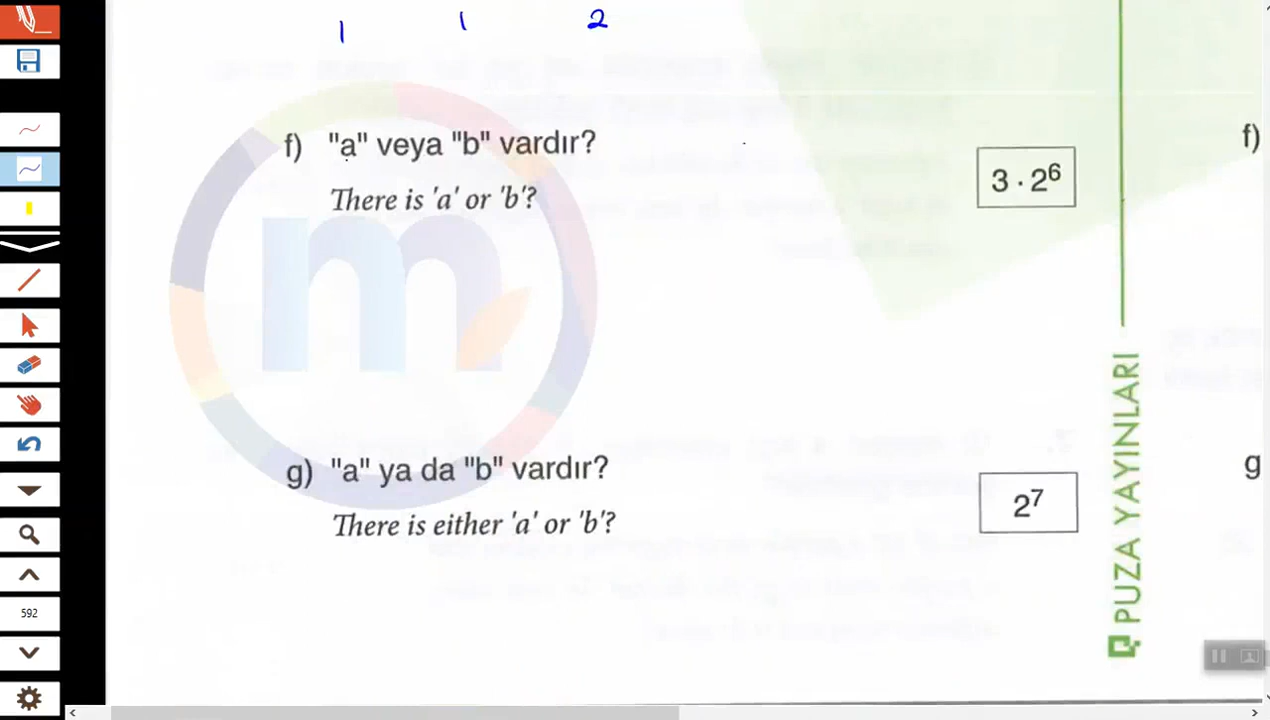 1 1 2
f) "a" veya "b" vardır?
3 · 2⁶
f)
There is 'a' or 'b'?
g) "a" ya da "b" vardır?
2⁷
g
There is either 'a' or 'b'?
PUZA YAYINLARI
592